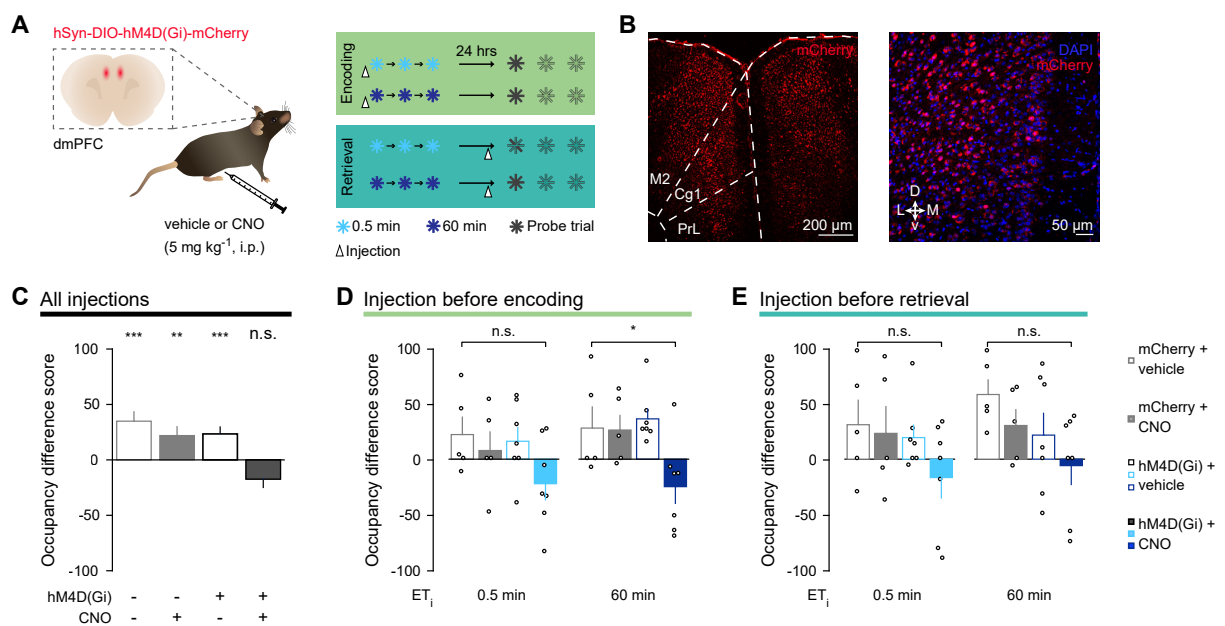 A
hSyn-DIO-hM4D(Gi)-mCherry
dmPFC
vehicle or CNO
(5 mg kg-1, i.p.)
Encoding
24 hrs
Retrieval
0.5 min
60 min
Probe trial
Injection
B
mCherry
M2
Cg1
PrL
200 µm
DAPI
mCherry
D
L
M
V
50 µm
C
All injections
***
**
***
n.s.
Occupancy difference score
100
50
0
-50
-100
hM4D(Gi)
-
-
+
+
CNO
-
+
-
+
D
Injection before encoding
n.s.
*
Occupancy difference score
100
50
0
-50
-100
ETi
0.5 min
60 min
E
Injection before retrieval
n.s.
n.s.
Occupancy difference score
100
50
0
-50
-100
0.5 min
60 min
mCherry +
vehicle
mCherry +
CNO
hM4D(Gi) +
vehicle
hM4D(Gi) +
CNO